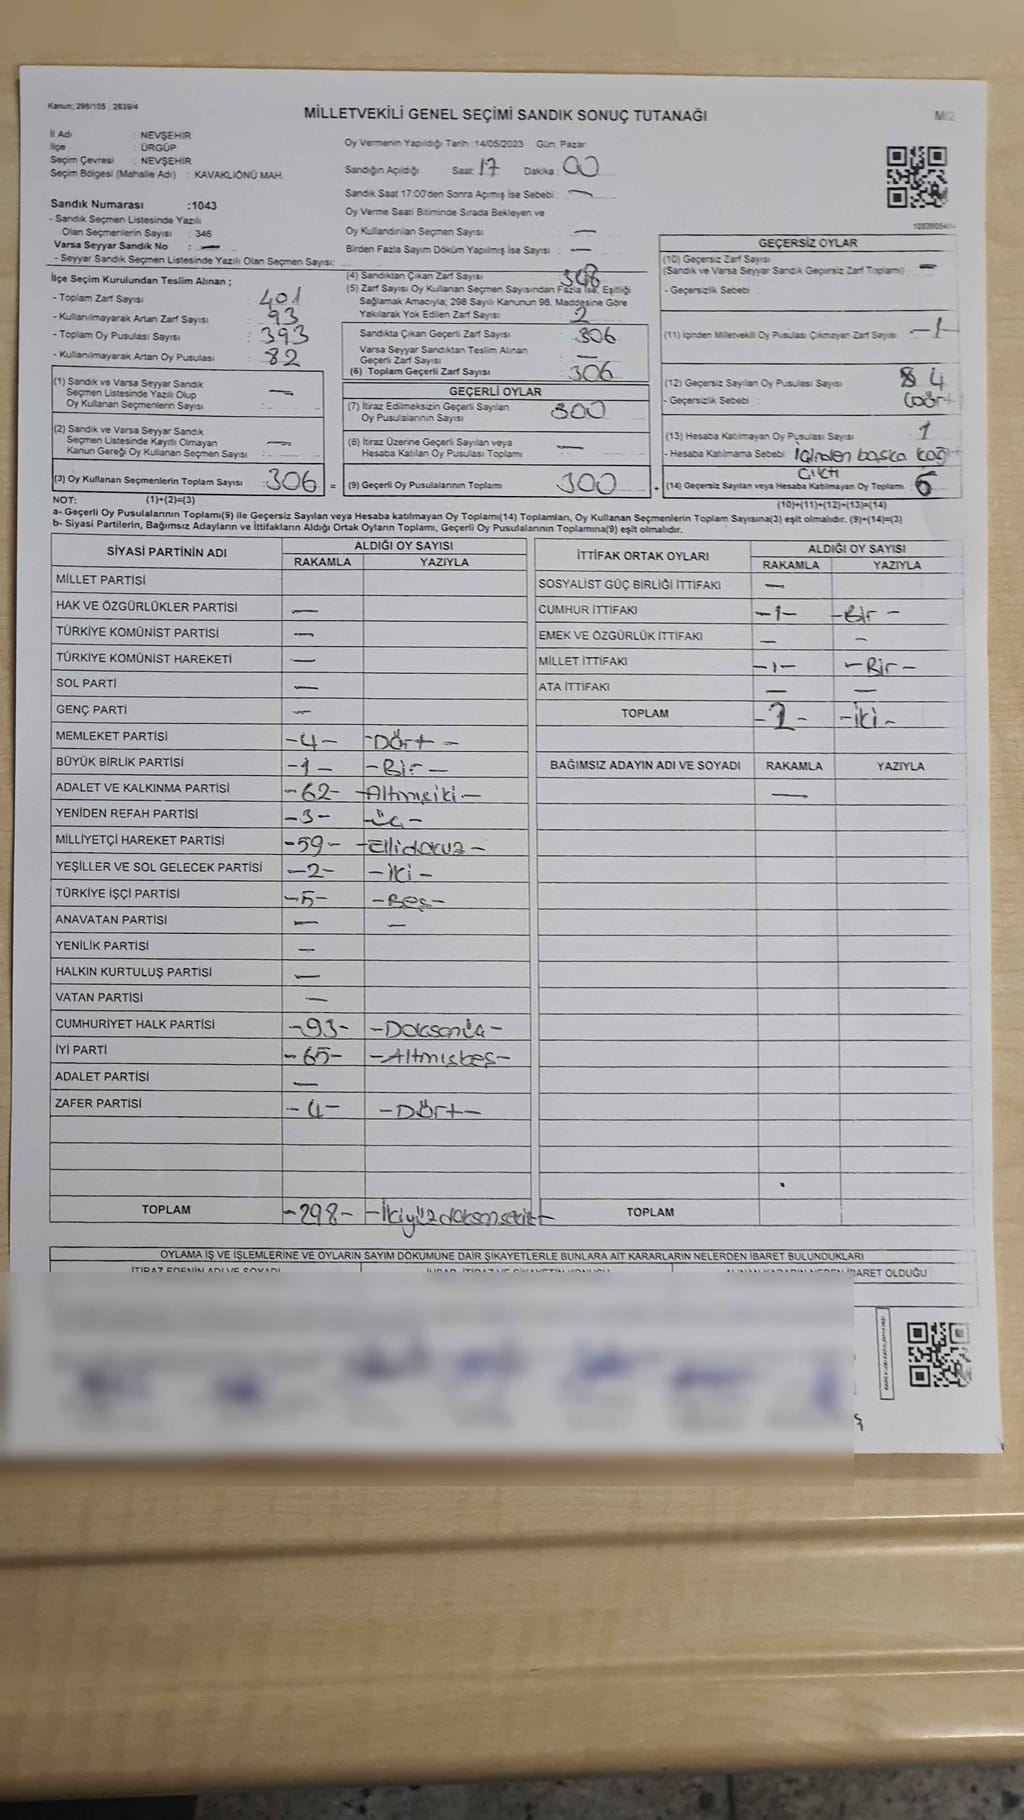 Kanun; 298/105 , 2839/4
MİLLETVEKİLİ GENEL SEÇİMİ SANDIK SONUÇ TUTANAĞI
M/2
İl Adı : NEVŞEHİR
İlçe : ÜRGÜP
Seçim Çevresi : NEVŞEHİR
Seçim Bölgesi (Mahalle Adı) : KAVAKLIÖNÜ MAH.
Oy Vermenin Yapıldığı Tarih :14/05/2023 Gün: Pazar
Sandığın Açıldığı Saat: 17 Dakika : 00
Sandık Saat 17:00'den Sonra Açımış İse Sebebi : —
Oy Verme Saati Bitiminde Sırada Bekleyen ve
Oy Kullandırılan Seçmen Sayısı : —
Birden Fazla Sayım Döküm Yapılmış İse Sayısı : —
Sandık Numarası :1043
- Sandık Seçmen Listesinde Yazılı
Olan Seçmenlerin Sayısı : 346
Varsa Seyyar Sandık No : —
- Seyyar Sandık Seçmen Listesinde Yazılı Olan Seçmen Sayısı:
İlçe Seçim Kurulundan Teslim Alınan ;
- Toplam Zarf Sayısı : 401
- Kullanılmayarak Artan Zarf Sayısı : 93
- Toplam Oy Pusulası Sayısı : 393
- Kullanılmayarak Artan Oy Pusulası : 82
(1) Sandık ve Varsa Seyyar Sandık
Seçmen Listesinde Yazılı Olup
Oy Kullanan Seçmenlerin Sayısı : —
(2) Sandık ve Varsa Seyyar Sandık
Seçmen Listesinde Kayıtlı Olmayan
Kanun Gereği Oy Kullanan Seçmen Sayısı : —
(3) Oy Kullanan Seçmenlerin Toplam Sayısı : 306 =
(4) Sandıktan Çıkan Zarf Sayısı : 308
(5) Zarf Sayısı Oy Kullanan Seçmen Sayısından Fazla İse, Eşitliği
Sağlamak Amacıyla; 298 Sayılı Kanunun 98. Maddesine Göre
Yakılarak Yok Edilen Zarf Sayısı : 2
Sandıkta Çıkan Geçerli Zarf Sayısı : 306
Varsa Seyyar Sandıktan Teslim Alınan
Geçerli Zarf Sayısı : —
(6) Toplam Geçerli Zarf Sayısı : 306
GEÇERLİ OYLAR
(7) İtiraz Edilmeksizin Geçerli Sayılan
Oy Pusulalarının Sayısı : 300
(8) İtiraz Üzerine Geçerli Sayılan veya
Hesaba Katılan Oy Pusulası Toplamı : —
(9) Geçerli Oy Pusulalarının Toplamı : 300 +
GEÇERSİZ OYLAR
(10) Geçersiz Zarf Sayısı
(Sandık ve Varsa Seyyar Sandık Geçersiz Zarf Toplamı) : —
- Geçersizlik Sebebi :
(11) İçinden Milletvekili Oy Pusulası Çıkmayan Zarf Sayısı : —1—
(12) Geçersiz Sayılan Oy Pusulası Sayısı : 4
- Geçersizlik Sebebi :
(13) Hesaba Katılmayan Oy Pusulası Sayısı : 1
- Hesaba Katılmama Sebebi İçinden başka
Çıktı
(14) Geçersiz Sayılan veya Hesaba Katılmayan Oy Toplamı : 6
(10)+(11)+(12)+(13)=(14)
NOT: (1)+(2)=(3)
a- Geçerli Oy Pusulalarının Toplamı(9) ile Geçersiz Sayılan veya Hesaba katılmayan Oy Toplamı(14) Toplamları, Oy Kullanan Seçmenlerin Toplam Sayısına(3) eşit olmalıdır. (9)+(14)=(3)
b- Siyasi Partilerin, Bağımsız Adayların ve İttifakların Aldığı Ortak Oyların Toplamı, Geçerli Oy Pusulalarının Toplamına(9) eşit olmalıdır.
SİYASİ PARTİNİN ADI ALDIĞI OY SAYISI
RAKAMLA YAZIYLA
MİLLET PARTİSİ
HAK VE ÖZGÜRLÜKLER PARTİSİ —
TÜRKİYE KOMÜNİST PARTİSİ —
TÜRKİYE KOMÜNİST HAREKETİ —
SOL PARTİ —
GENÇ PARTİ —
MEMLEKET PARTİSİ -4- -Dört-
BÜYÜK BİRLİK PARTİSİ -1- -Bir-
ADALET VE KALKINMA PARTİSİ -62- -Altmışiki-
YENİDEN REFAH PARTİSİ -3- -Üç-
MİLLİYETÇİ HAREKET PARTİSİ -59- -Ellidokuz-
YEŞİLLER VE SOL GELECEK PARTİSİ -2- -İki-
TÜRKİYE İŞÇİ PARTİSİ -5- -Beş-
ANAVATAN PARTİSİ — —
YENİLİK PARTİSİ —
HALKIN KURTULUŞ PARTİSİ —
VATAN PARTİSİ —
CUMHURİYET HALK PARTİSİ -93- -Doksanüç-
İYİ PARTİ -65- -Altmışbeş-
ADALET PARTİSİ —
ZAFER PARTİSİ -4- -Dört-
TOPLAM -298- -İkiyüzdoksansekiz-
İTTİFAK ORTAK OYLARI ALDIĞI OY SAYISI
RAKAMLA YAZIYLA
SOSYALİST GÜÇ BİRLİĞİ İTTİFAKI —
CUMHUR İTTİFAKI -1- -Bir-
EMEK VE ÖZGÜRLÜK İTTİFAKI — —
MİLLET İTTİFAKI -1- -Bir-
ATA İTTİFAKI — —
TOPLAM -2- -İki-
BAĞIMSIZ ADAYIN ADI VE SOYADI RAKAMLA YAZIYLA
—
TOPLAM
OYLAMA İŞ VE İŞLEMLERİNE VE OYLARIN SAYIM DÖKÜMÜNE DAİR ŞİKAYETLERLE BUNLARA AİT KARARLARIN NELERDEN İBARET BULUNDUKLARI
İTİRAZ EDENİN ADI VE SOYADI
İBARET OLDUĞU